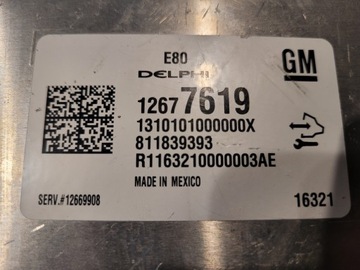 E80
GM
DELPHI
12677619
1310101000000X
811839393
R1163210000003AE
MADE IN MEXICO
SERV.#12669908
16321